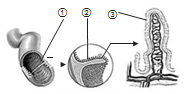 ① ② ③